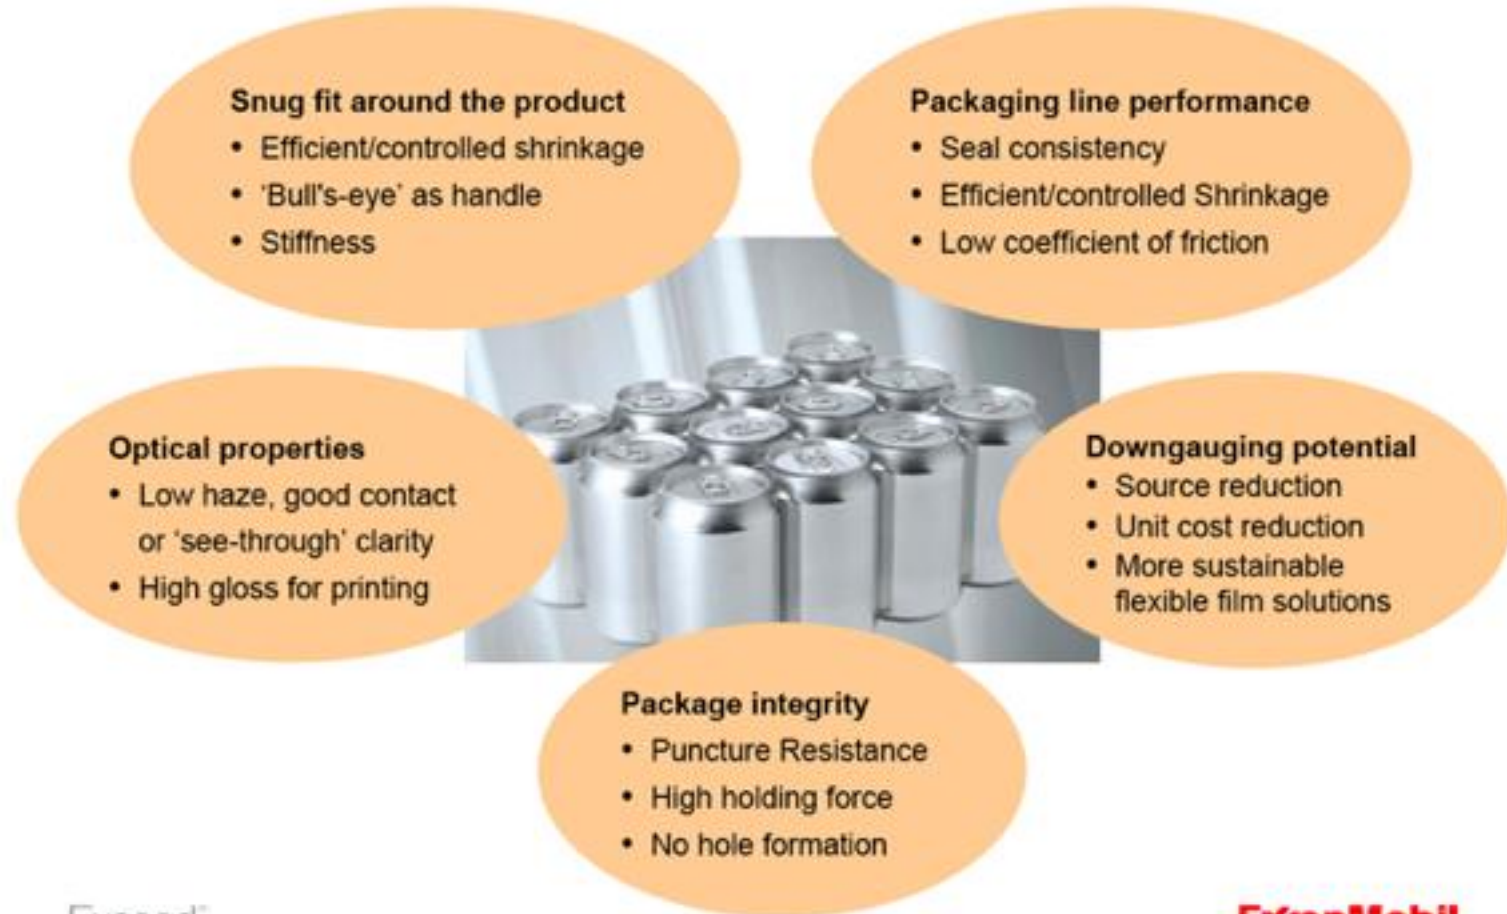 Snug fit around the product
• Efficient/controlled shrinkage
• ‘Bull's-eye’ as handle
• Stiffness
Packaging line performance
• Seal consistency
• Efficient/controlled Shrinkage
• Low coefficient of friction
Optical properties
• Low haze, good contact
or ‘see-through’ clarity
• High gloss for printing
Downgauging potential
• Source reduction
• Unit cost reduction
• More sustainable
flexible film solutions
Package integrity
• Puncture Resistance
• High holding force
• No hole formation
ExxonMobil